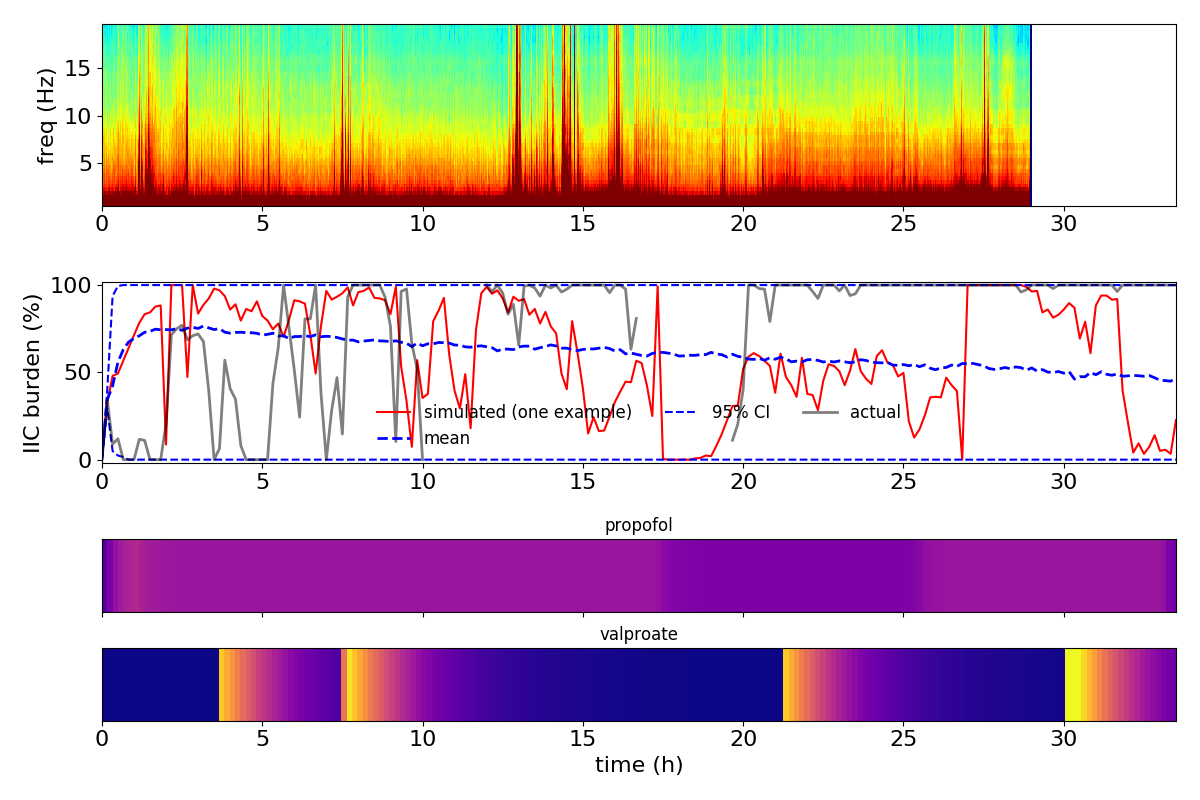 freq (Hz)
15
10
5
0 5 10 15 20 25 30
IIC burden (%)
100
50
0
simulated (one example) 95% CI actual
mean
0 5 10 15 20 25 30
propofol
valproate
0 5 10 15 20 25 30
time (h)